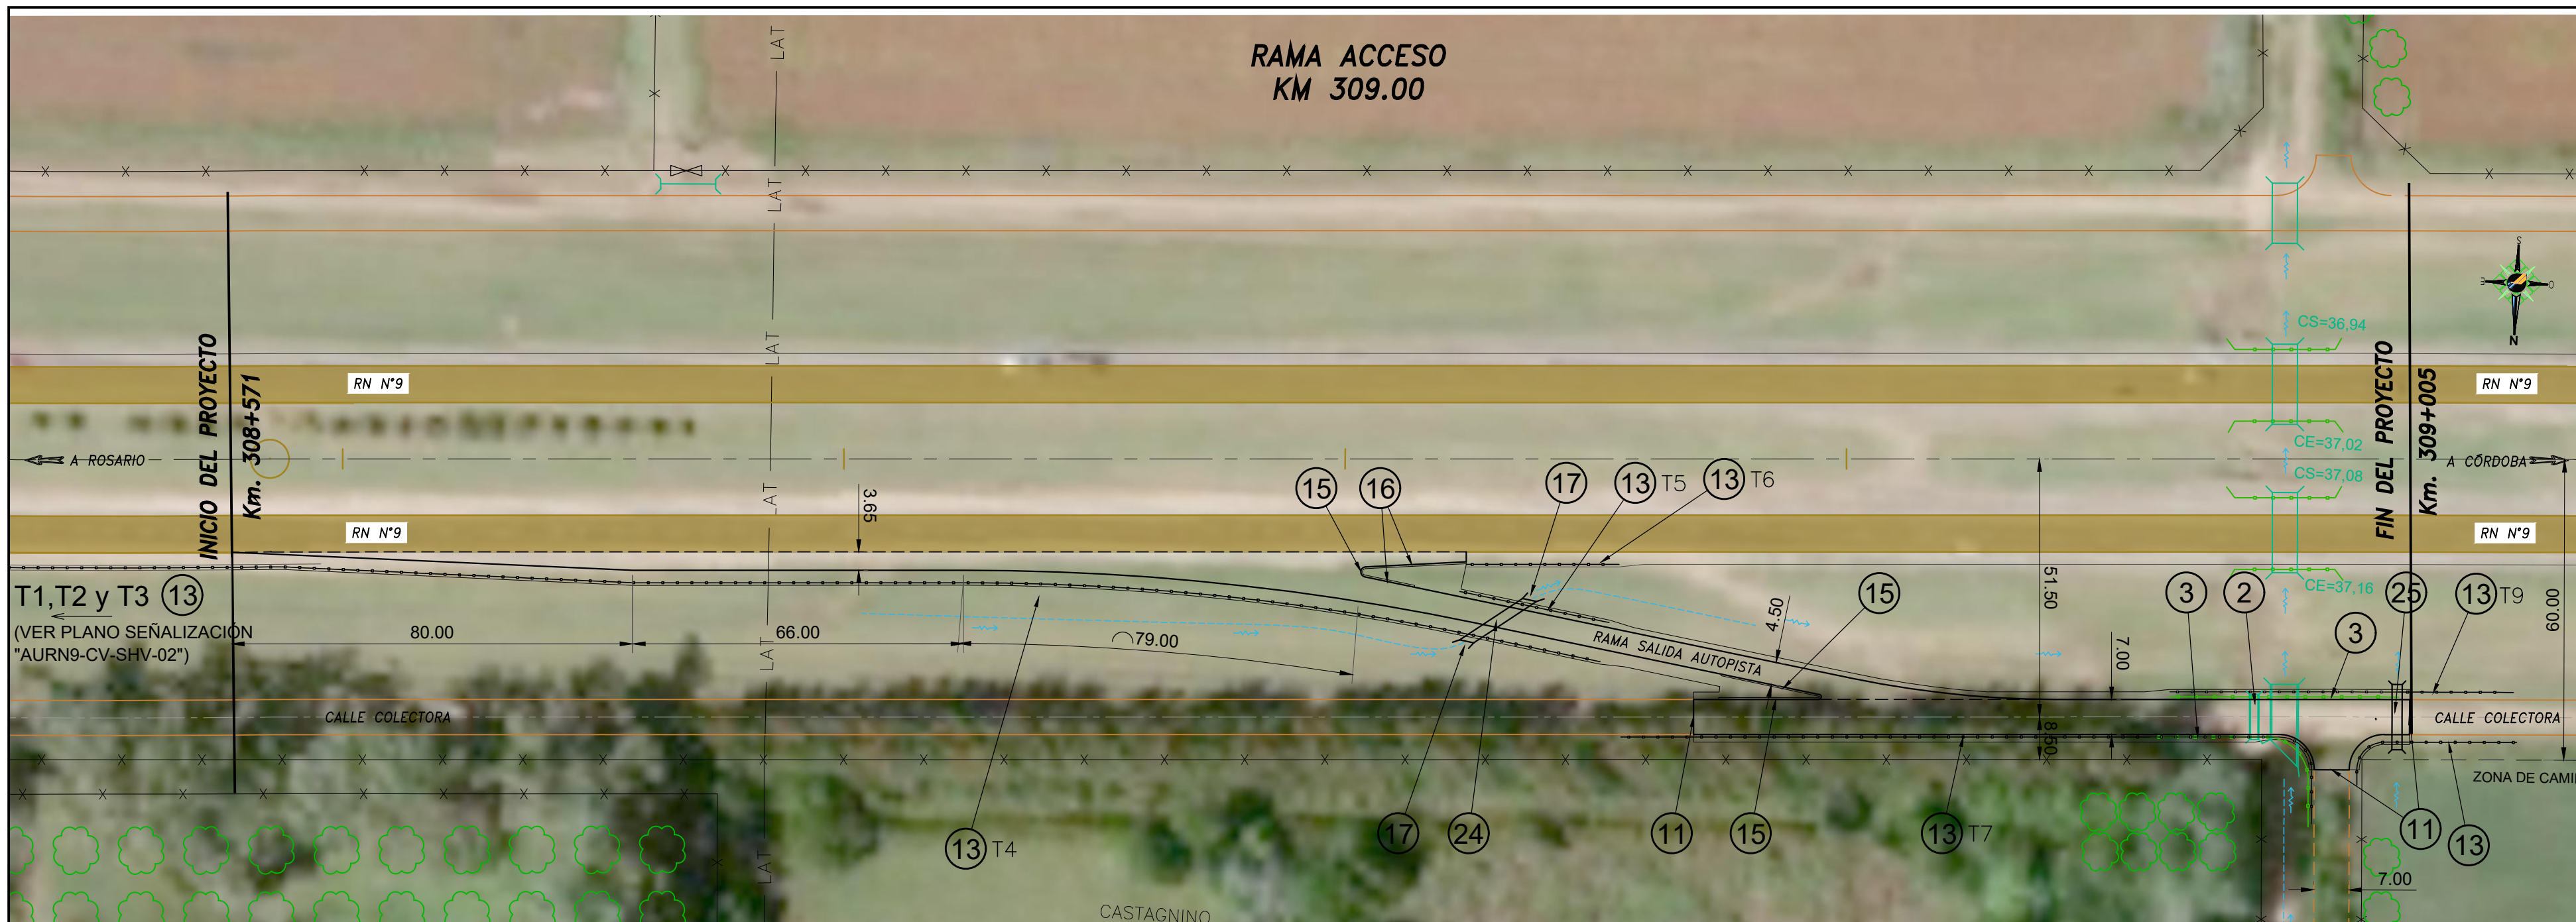 RAMA ACCESO
KM 309.00
LAT
LAT
LAT
LAT
LAT
LAT
LAT
S
E
O
N
INICIO DEL PROYECTO
Km. 308+571
RN N°9
RN N°9
RN N°9
RN N°9
A ROSARIO
A CÓRDOBA
FIN DEL PROYECTO
Km. 309+005
CS=36,94
CE=37,02
CS=37,08
CE=37,16
3.65
15
16
17
13 T5
13 T6
T1,T2 y T3 13
(VER PLANO SEÑALIZACIÓN
"AURN9-CV-SHV-02")
80.00
66.00
79.00
4.50
15
51.50
7.00
8.50
60.00
3
2
25
13 T9
3
RAMA SALIDA AUTOPISTA
CALLE COLECTORA
CALLE COLECTORA
ZONA DE CAMI
13 T4
17
24
11
15
13 T7
11
13
7.00
CASTAGNINO